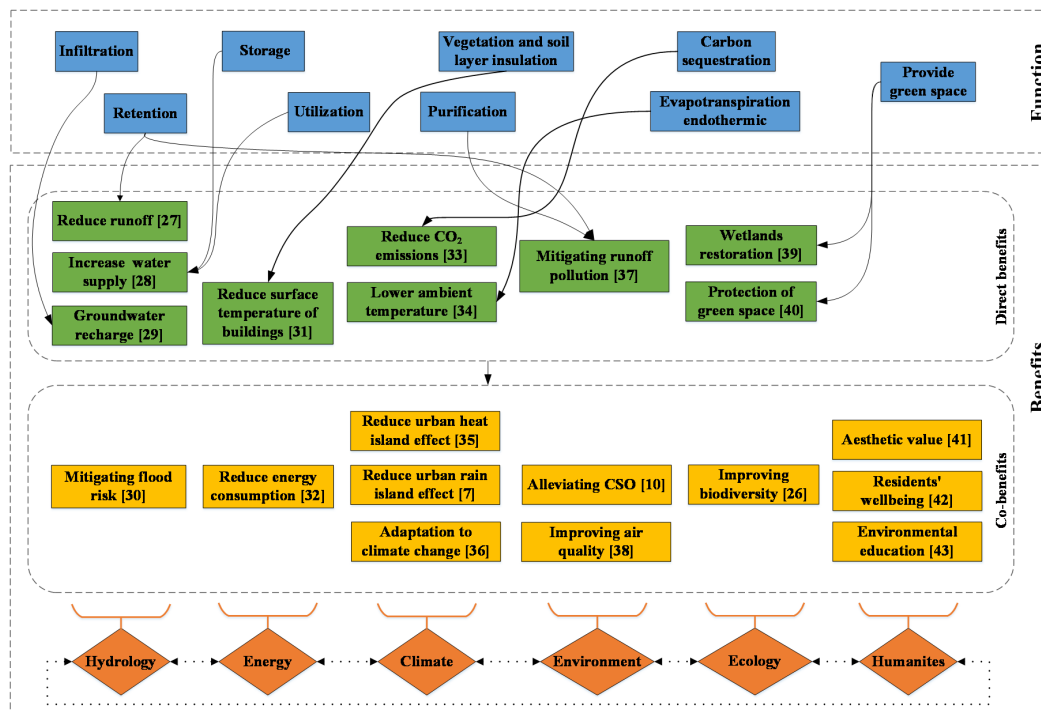 Infiltration
Storage
Vegetation and soil
layer insulation
Carbon
sequestration
Provide
green space
Retention
Utilization
Purification
Evapotranspiration
endothermic
Function
Reduce runoff [27]
Increase water
supply [28]
Groundwater
recharge [29]
Reduce surface
temperature of
buildings [31]
Reduce CO₂
emissions [33]
Lower ambient
temperature [34]
Mitigating runoff
pollution [37]
Wetlands
restoration [39]
Protection of
green space [40]
Direct benefits
Benefits
Mitigating flood
risk [30]
Reduce energy
consumption [32]
Reduce urban heat
island effect [35]
Reduce urban rain
island effect [7]
Adaptation to
climate change [36]
Alleviating CSO [10]
Improving air
quality [38]
Improving
biodiversity [26]
Aesthetic value [41]
Residents'
wellbeing [42]
Environmental
education [43]
Co-benefits
Hydrology
Energy
Climate
Environment
Ecology
Humanites